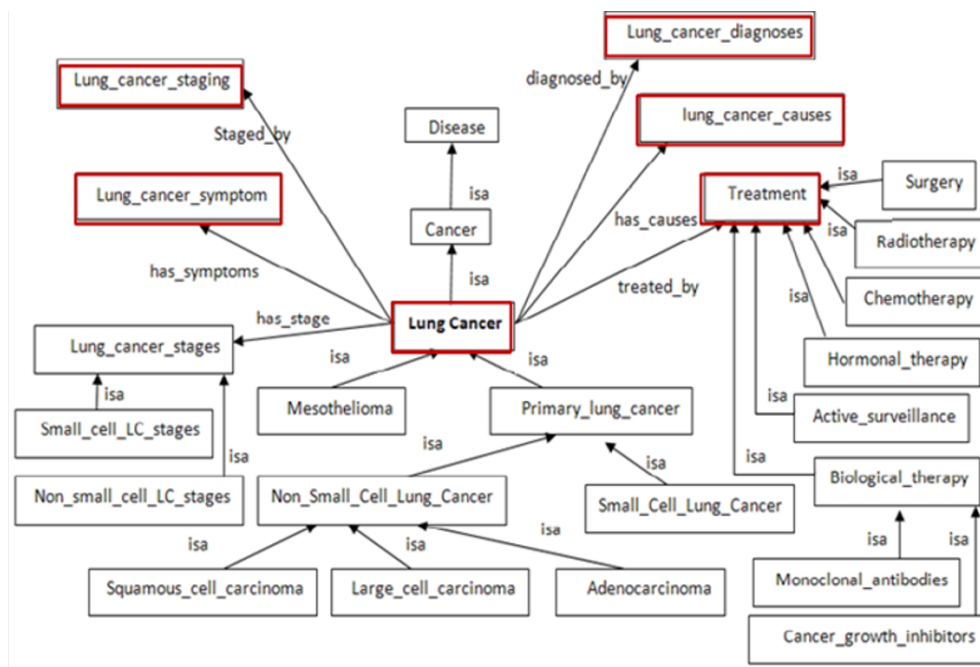 Lung_cancer_diagnoses
Lung_cancer_staging
diagnosed_by
Staged_by
Disease
lung_cancer_causes
isa
Surgery
Lung_cancer_symptom
isa
Treatment
Cancer
has_causes
isa
Radiotherapy
has_symptoms
isa
treated_by
Chemotherapy
has_stage
Lung Cancer
isa
Lung_cancer_stages
isa
isa
Hormonal_therapy
isa
Mesothelioma
Primary_lung_cancer
isa
Active_surveillance
Small_cell_LC_stages
isa
isa
isa
isa
Biological_therapy
Non_small_cell_LC_stages
Non_Small_Cell_Lung_Cancer
Small_Cell_Lung_Cancer
isa
isa
isa
isa
isa
Squamous_cell_carcinoma
Large_cell_carcinoma
Adenocarcinoma
Monoclonal_antibodies
Cancer_growth_inhibitors